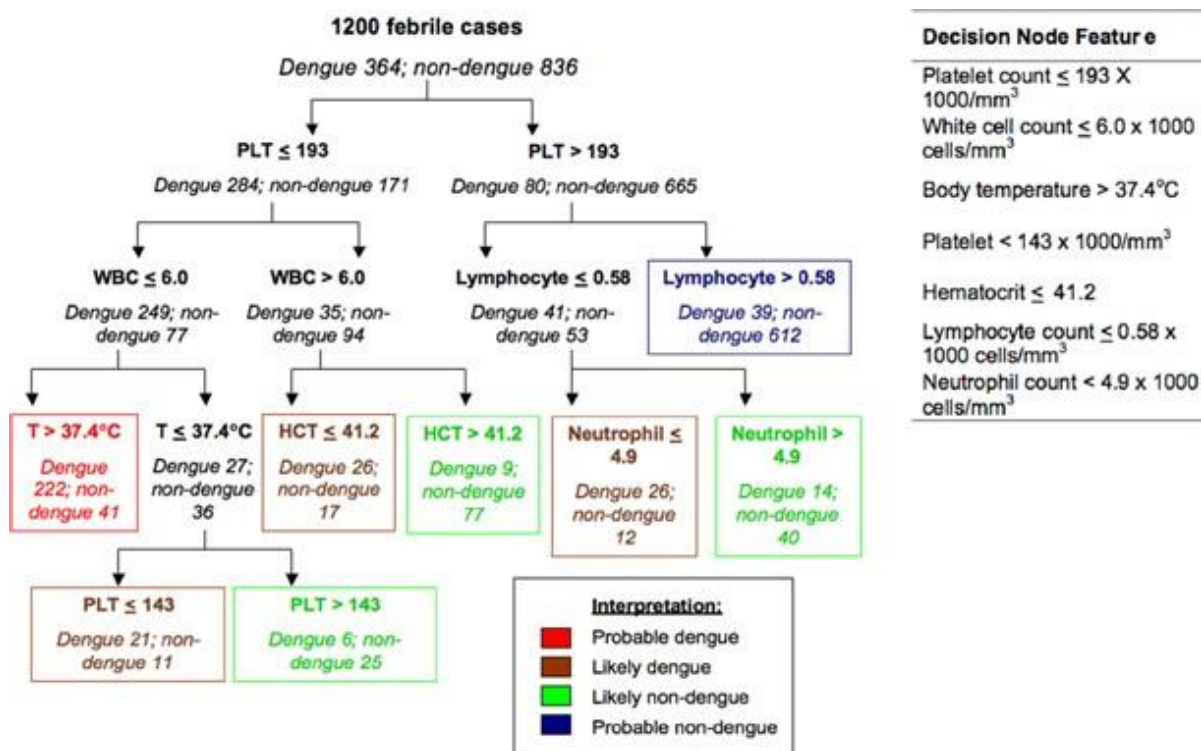 1200 febrile cases
Dengue 364; non-dengue 836
PLT ≤ 193
Dengue 284; non-dengue 171
PLT > 193
Dengue 80; non-dengue 665
WBC ≤ 6.0
Dengue 249; non-
dengue 77
WBC > 6.0
Dengue 35; non-
dengue 94
Lymphocyte ≤ 0.58
Dengue 41; non-
dengue 53
Lymphocyte > 0.58
Dengue 39; non-
dengue 612
T > 37.4°C
Dengue
222; non-
dengue 41
T ≤ 37.4°C
Dengue 27;
non-dengue
36
HCT ≤ 41.2
Dengue 26;
non-dengue
17
HCT > 41.2
Dengue 9;
non-dengue
77
Neutrophil ≤
4.9
Dengue 26;
non-dengue
12
Neutrophil >
4.9
Dengue 14;
non-dengue
40
PLT ≤ 143
Dengue 21; non-
dengue 11
PLT > 143
Dengue 6; non-
dengue 25
Interpretation:
Probable dengue
Likely dengue
Likely non-dengue
Probable non-dengue
Decision Node Feature
Platelet count ≤ 193 X
1000/mm³
White cell count ≤ 6.0 x 1000
cells/mm³
Body temperature > 37.4°C
Platelet < 143 x 1000/mm³
Hematocrit ≤ 41.2
Lymphocyte count ≤ 0.58 x
1000 cells/mm³
Neutrophil count < 4.9 x 1000
cells/mm³